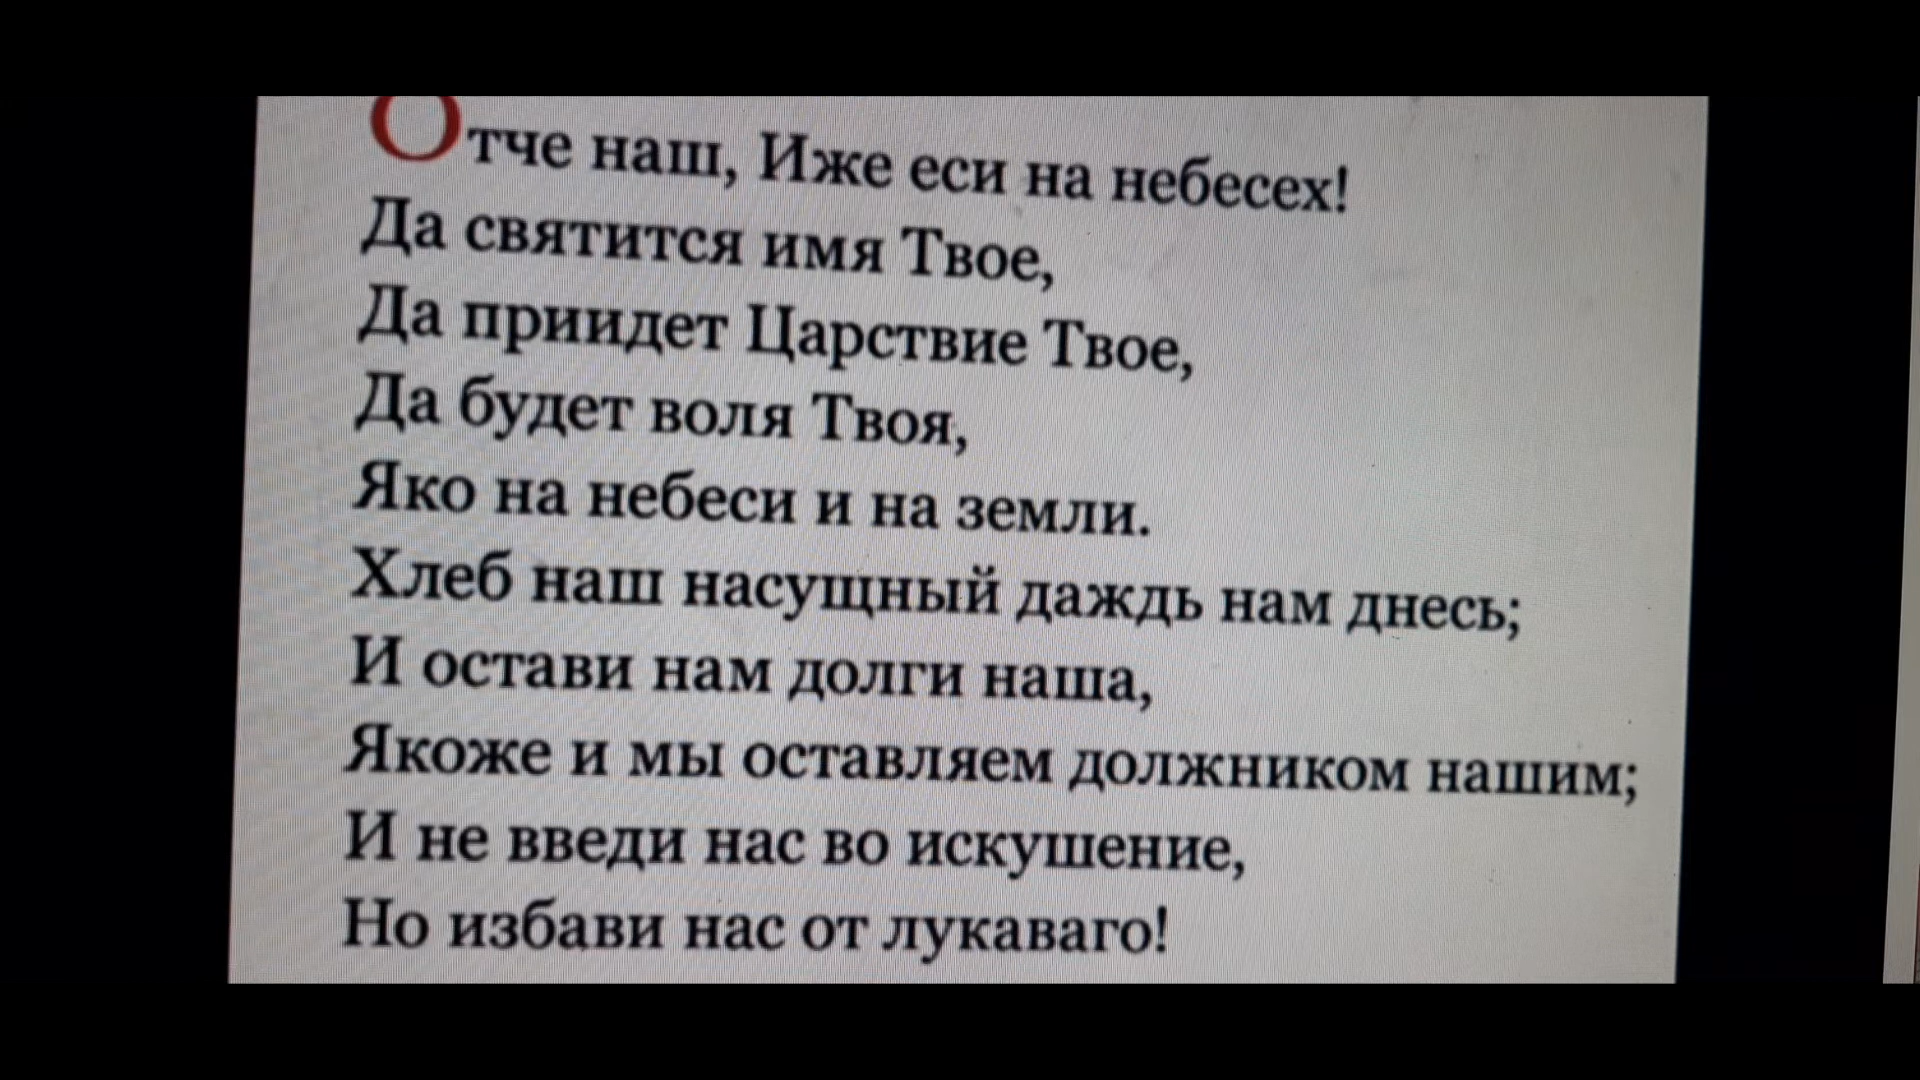 Отче наш, Иже еси на небесех!
Да святится имя Твое,
Да приидет Царствие Твое,
Да будет воля Твоя,
Яко на небеси и на земли.
Хлеб наш насущный даждь нам днесь;
И остави нам долги наша,
Якоже и мы оставляем должником нашим;
И не введи нас во искушение,
Но избави нас от лукаваго!